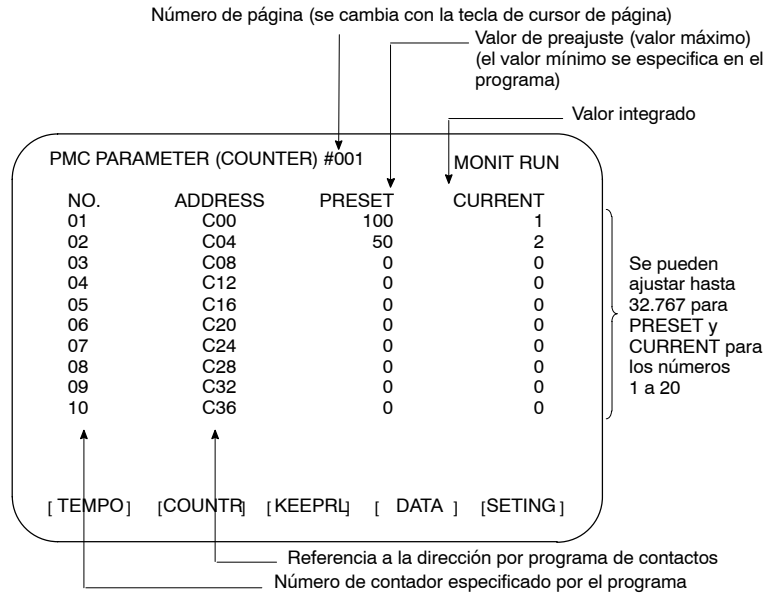 Número de página (se cambia con la tecla de cursor de página)
Valor de preajuste (valor máximo)
(el valor mínimo se especifica en el
programa)
Valor integrado
PMC PARAMETER (COUNTER) #001 MONIT RUN
NO. ADDRESS PRESET CURRENT
01 C00 100 1
02 C04 50 2
03 C08 0 0
04 C12 0 0
05 C16 0 0
06 C20 0 0
07 C24 0 0
08 C28 0 0
09 C32 0 0
10 C36 0 0
Se pueden
ajustar hasta
32.767 para
PRESET y
CURRENT para
los números
1 a 20
[ TEMPO ] [COUNTR] [KEEPRL] [ DATA ] [SETING ]
Referencia a la dirección por programa de contactos
Número de contador especificado por el programa